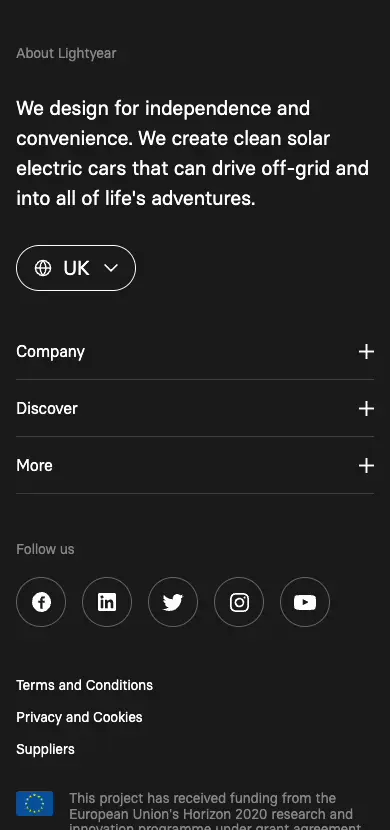 About Lightyear
We design for independence and
convenience. We create clean solar
electric cars that can drive off-grid and
into all of life's adventures.
UK
Company
Discover
More
Follow us
Terms and Conditions
Privacy and Cookies
Suppliers
This project has received funding from the
European Union's Horizon 2020 research and
innovation programme under grant agreement